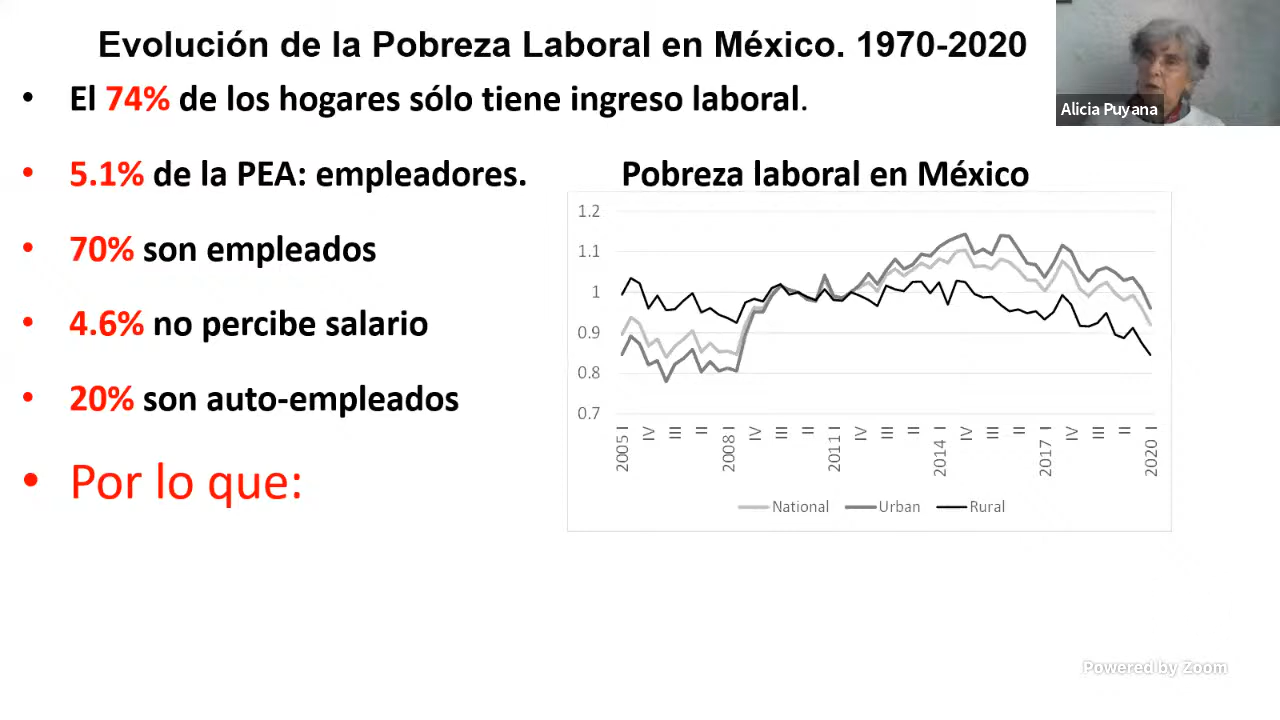 Evolución de la Pobreza Laboral en México. 1970-2020
• El 74% de los hogares sólo tiene ingreso laboral.
Alicia Puyana
• 5.1% de la PEA: empleadores.
• 70% son empleados
• 4.6% no percibe salario
• 20% son auto-empleados
• Por lo que:
Pobreza laboral en México
1.2
1.1
1
0.9
0.8
0.7
2005 I IV III II 2008 I IV III II 2011 I IV III II 2014 I IV III II 2017 I IV III II 2020 I
National Urban Rural
Powered by Zoom